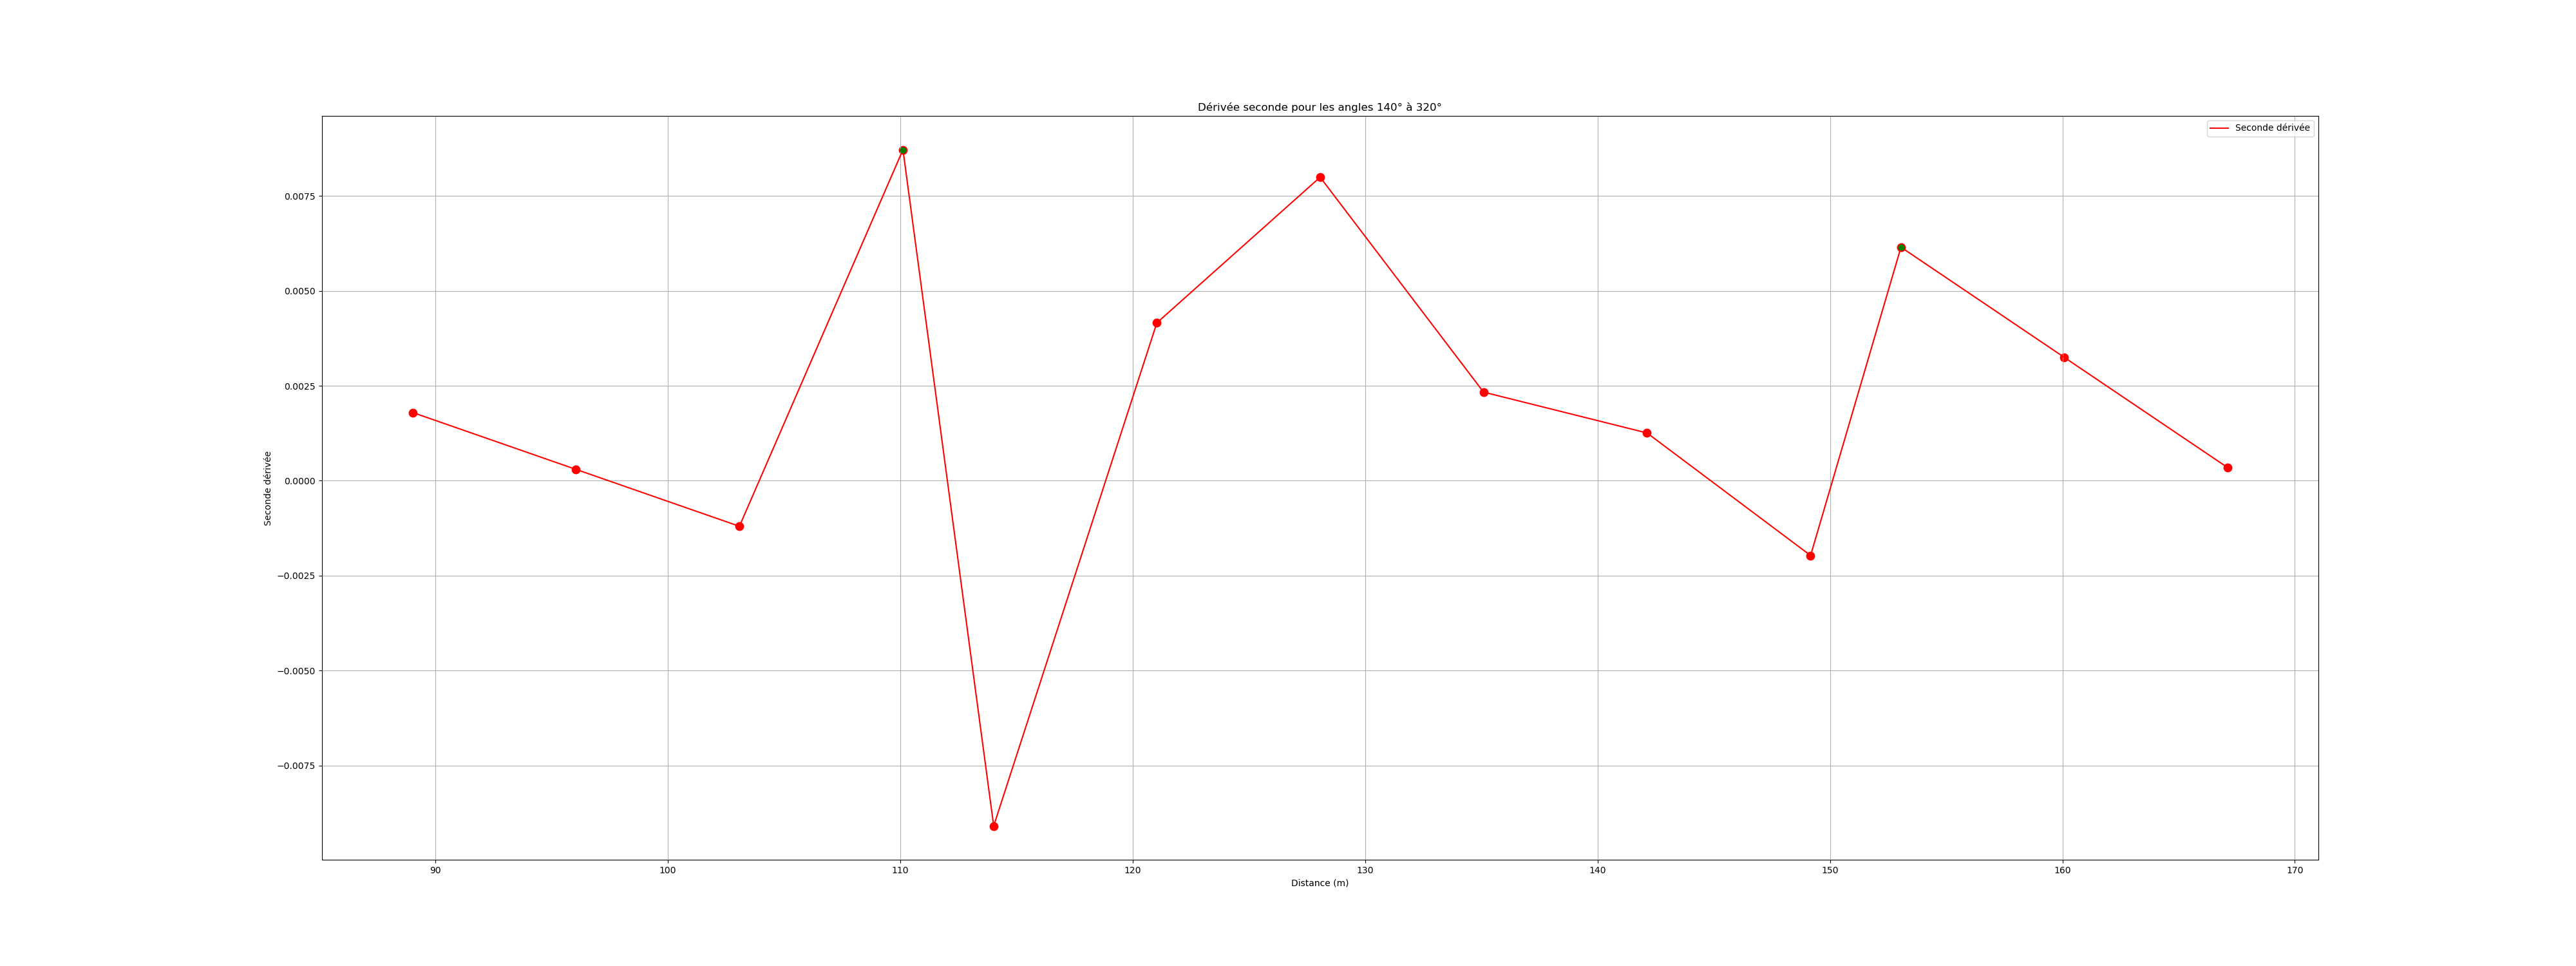 Dérivée seconde pour les angles 140° à 320°
Seconde dérivée
0.0075
0.0050
0.0025
0.0000
−0.0025
−0.0050
−0.0075
Seconde dérivée
90 100 110 120 130 140 150 160 170
Distance (m)